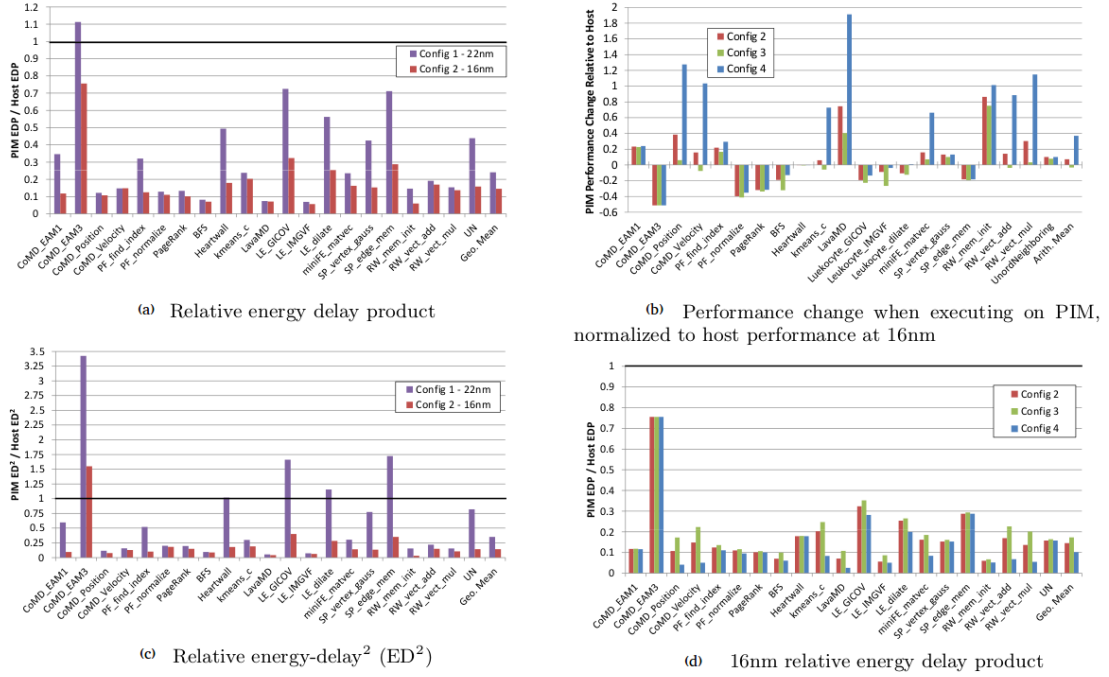 PIM EDP / Host EDP
1.2
1.1
1
0.9
0.8
0.7
0.6
0.5
0.4
0.3
0.2
0.1
0
Config 1 - 22nm
Config 2 - 16nm
CoMD_EAM1
CoMD_EAM3
CoMD_Position
CoMD_Velocity
PF_find_index
PF_normalize
PageRank
BFS
Heartwall
kmeans_c
LavaMD
LE_GICOV
LE_IMGVF
LE_dilate
miniFE_matvec
SP_vertex_gauss
SP_edge_mem
RW_mem_init
RW_vect_add
RW_vect_mul
UN
Geo. Mean
(a) Relative energy delay product
PIM Performance Change Relative to Host
2
1.8
1.6
1.4
1.2
1
0.8
0.6
0.4
0.2
0
-0.2
-0.4
-0.6
Config 2
Config 3
Config 4
CoMD_EAM1
CoMD_EAM3
CoMD_Position
CoMD_Velocity
PF_find_index
PF_normalize
PageRank
BFS
Heartwall
kmeans_c
LavaMD
Luekocyte_GICOV
Leukocyte_IMGVF
Leukocyte_dilate
miniFE_matvec
SP_vertex_gauss
SP_edge_mem
RW_mem_init
RW_vect_add
RW_vect_mul
UnordNeighboring
Arith. Mean
(b) Performance change when executing on PIM,
normalized to host performance at 16nm
PIM ED² / Host ED²
3.5
3.25
3
2.75
2.5
2.25
2
1.75
1.5
1.25
1
0.75
0.5
0.25
0
Config 1 - 22nm
Config 2 - 16nm
CoMD_EAM1
CoMD_EAM3
CoMD_Position
CoMD_Velocity
PF_find_index
PF_normalize
PageRank
BFS
Heartwall
kmeans_c
LavaMD
LE_GICOV
LE_IMGVF
LE_dilate
miniFE_matvec
SP_vertex_gauss
SP_edge_mem
RW_mem_init
RW_vect_add
RW_vect_mul
UN
Geo. Mean
(c) Relative energy-delay² (ED²)
PIM EDP / Host EDP
1
0.9
0.8
0.7
0.6
0.5
0.4
0.3
0.2
0.1
0
Config 2
Config 3
Config 4
CoMD_EAM1
CoMD_EAM3
CoMD_Position
CoMD_Velocity
PF_find_index
PF_normalize
PageRank
BFS
Heartwall
kmeans_c
LavaMD
LE_GICOV
LE_IMGVF
LE_dilate
miniFE_matvec
SP_vertex_gauss
SP_edge_mem
RW_mem_init
RW_vect_add
RW_vect_mul
UN
Geo. Mean
(d) 16nm relative energy delay product